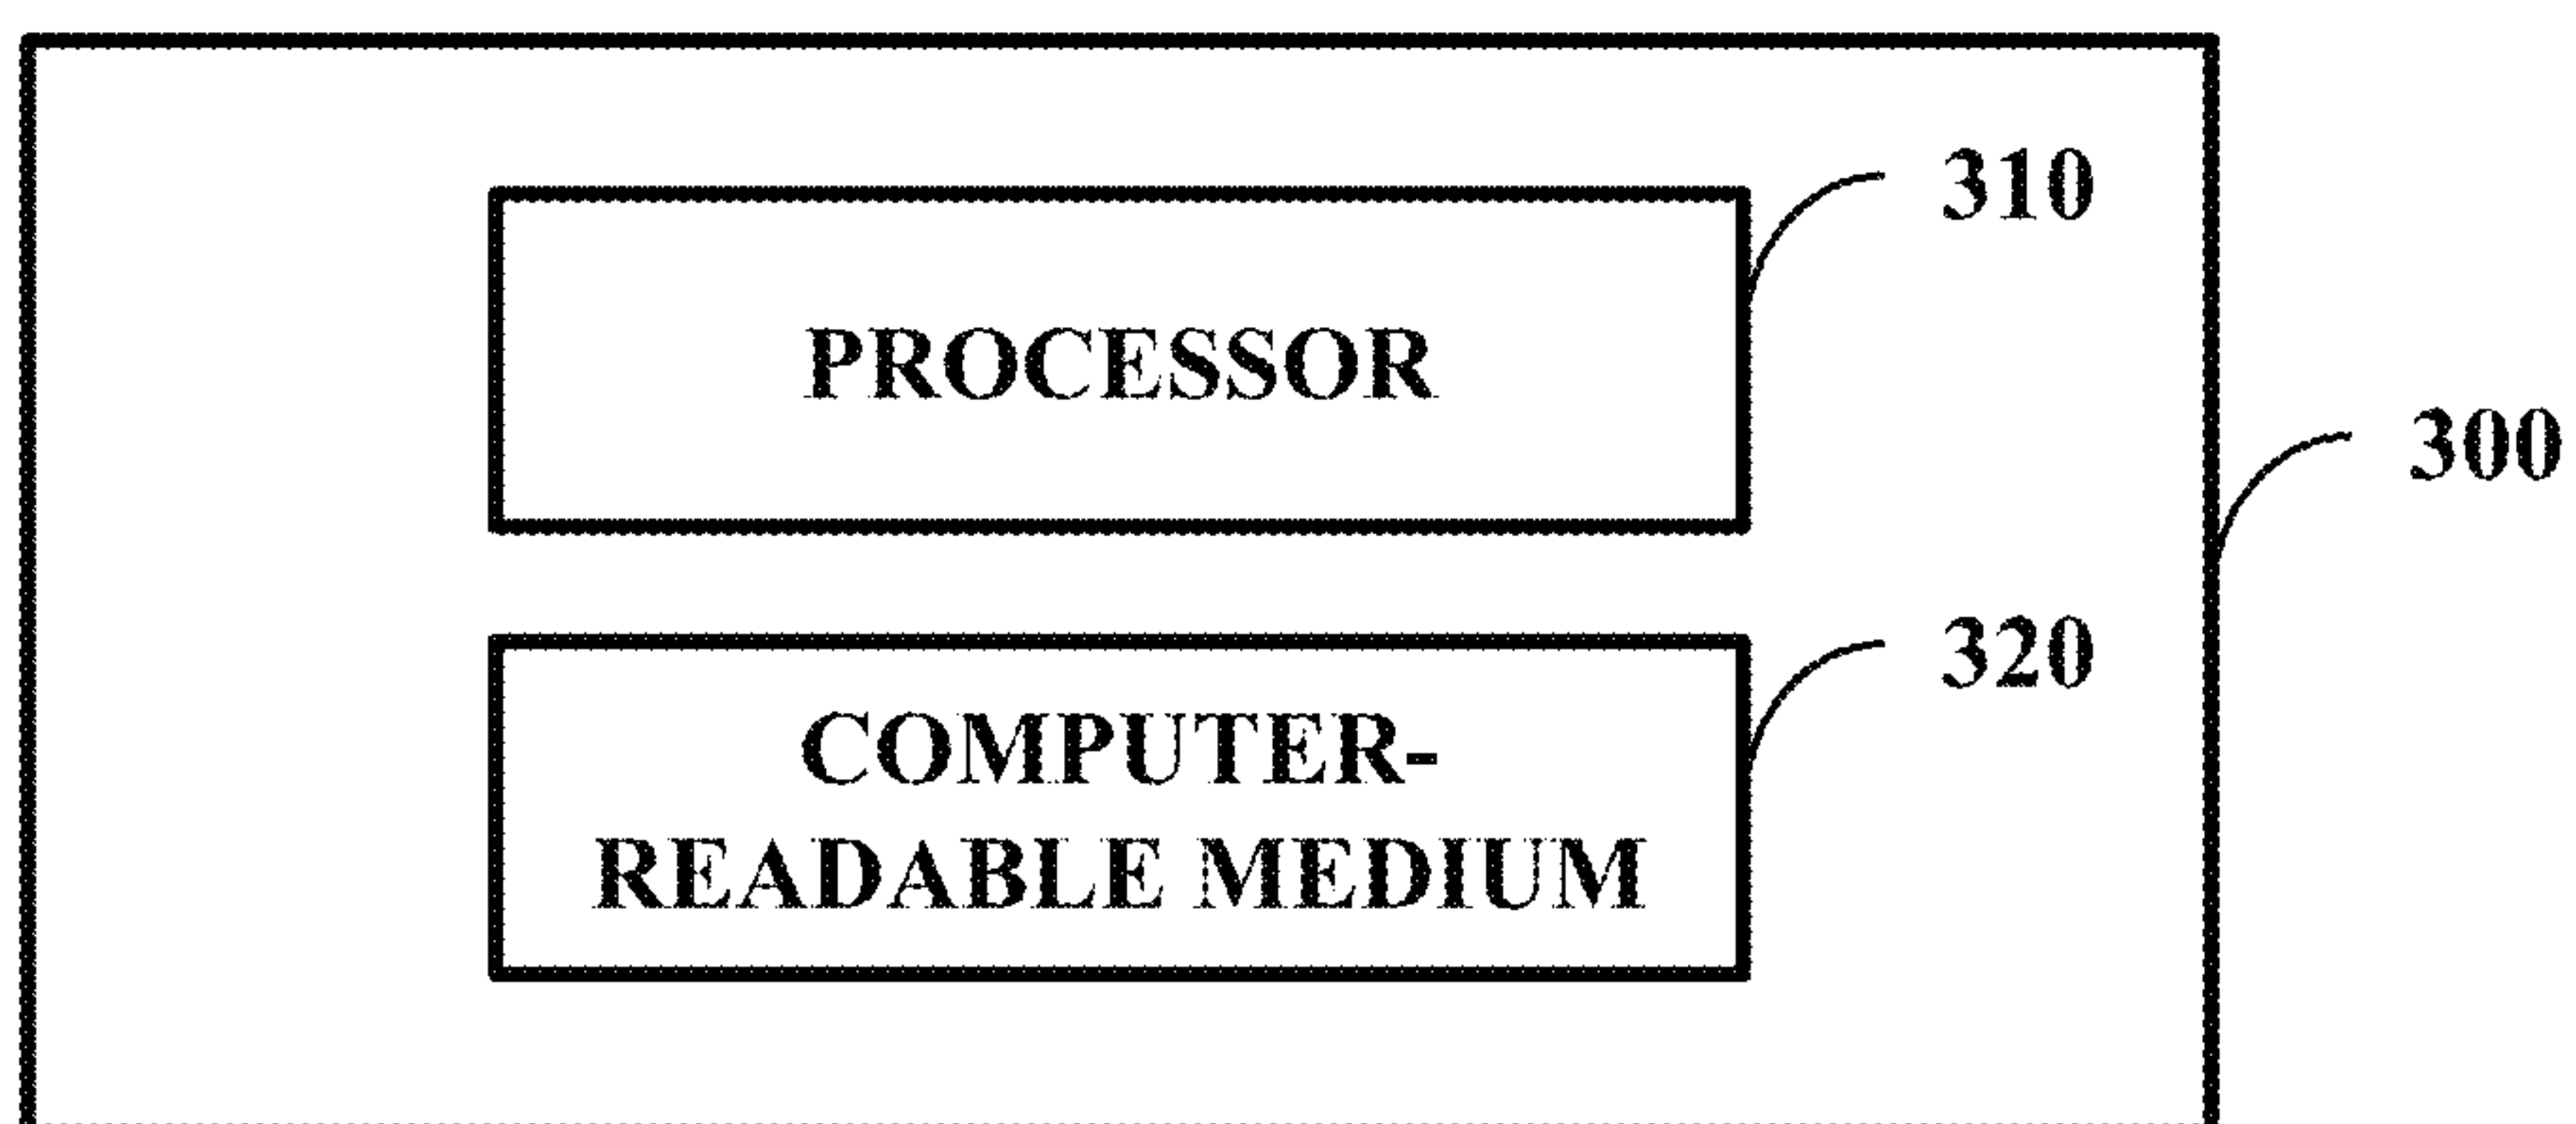 310
PROCESSOR
300
320
COMPUTER-
READABLE MEDIUM